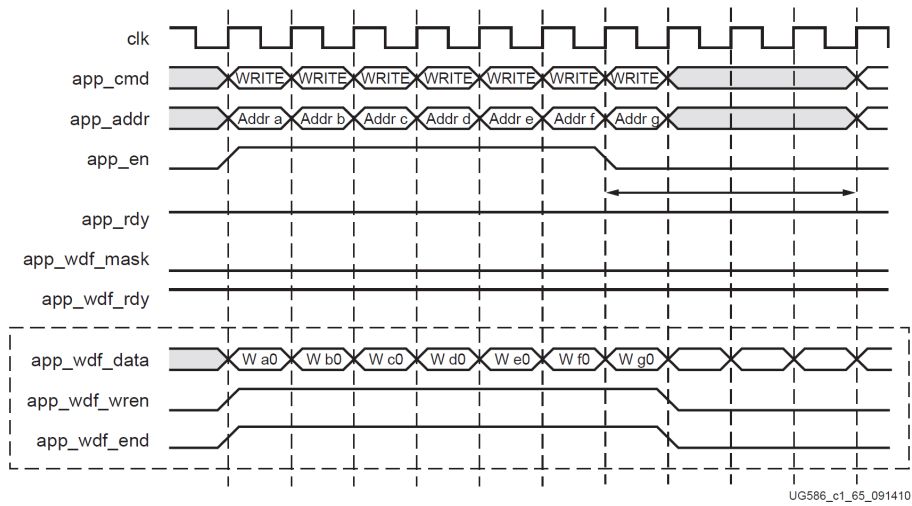 clk
app_cmd WRITE WRITE WRITE WRITE WRITE WRITE WRITE
app_addr Addr a Addr b Addr c Addr d Addr e Addr f Addr g
app_en
app_rdy
app_wdf_mask
app_wdf_rdy
app_wdf_data W a0 W b0 W c0 W d0 W e0 W f0 W g0
app_wdf_wren
app_wdf_end
UG586_c1_65_091410